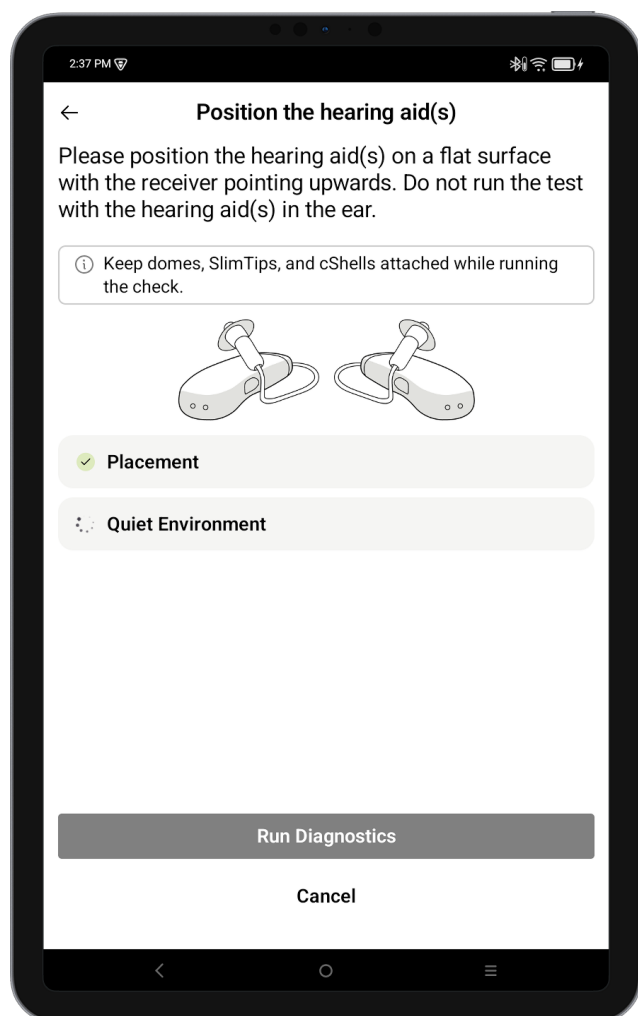 2:37 PM
Position the hearing aid(s)
Please position the hearing aid(s) on a flat surface
with the receiver pointing upwards. Do not run the test
with the hearing aid(s) in the ear.
Keep domes, SlimTips, and cShells attached while running
the check.
Placement
Quiet Environment
Run Diagnostics
Cancel